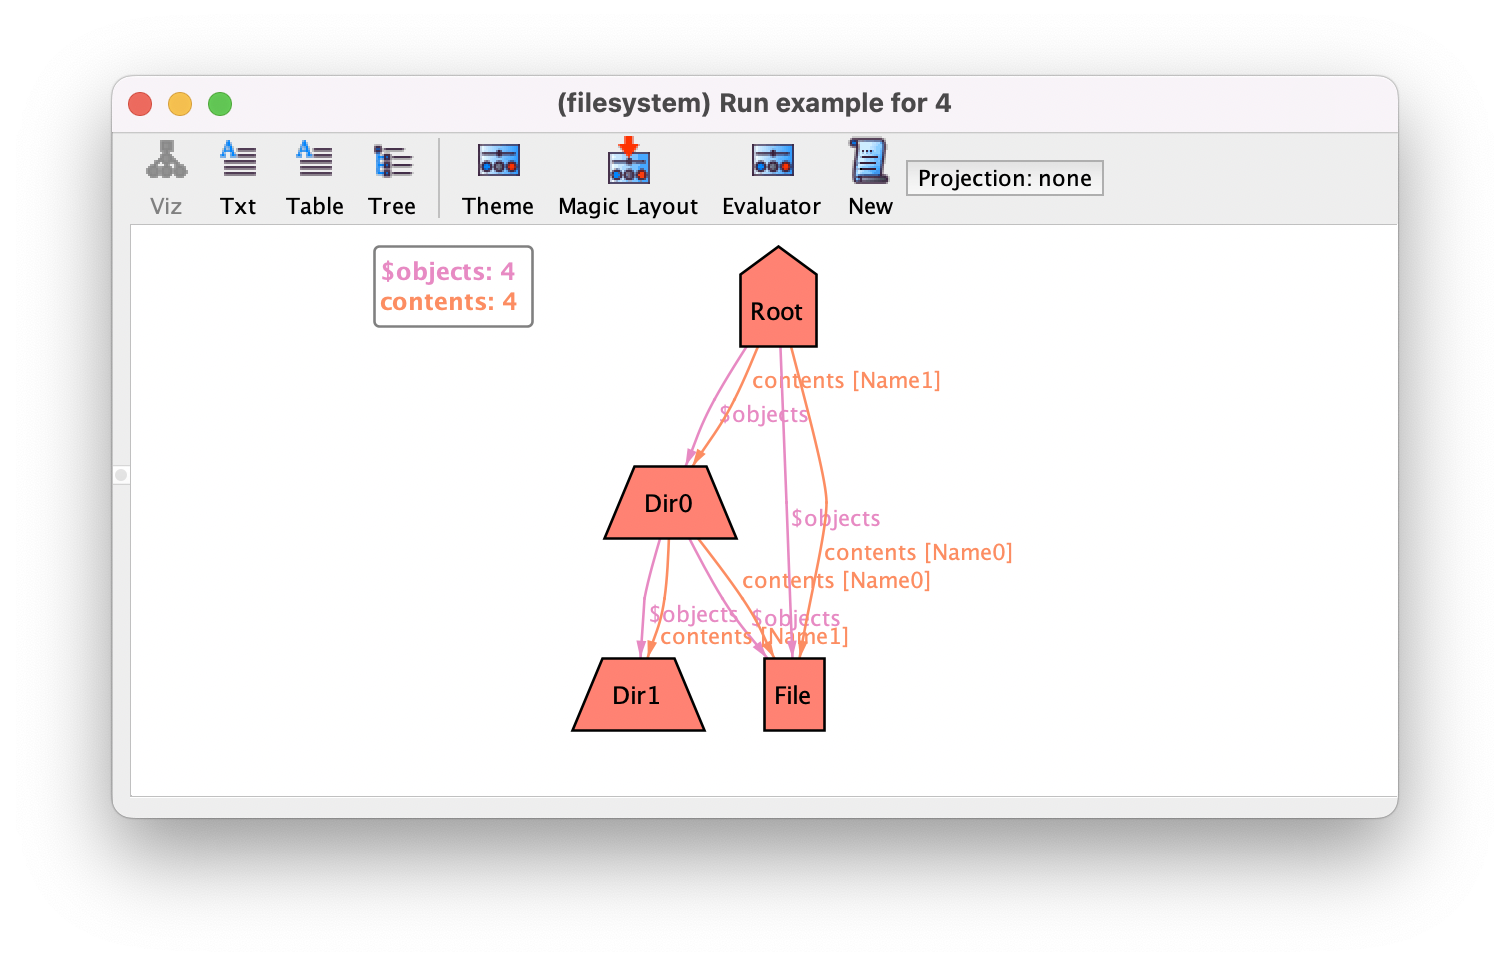 (filesystem) Run example for 4
Viz Txt Table Tree Theme Magic Layout Evaluator New Projection: none
$objects: 4
contents: 4
Root
contents [Name1]
$objects
Dir0
$objects
contents [Name0]
contents [Name0]
$objects $objects
contents [Name1]
Dir1 File